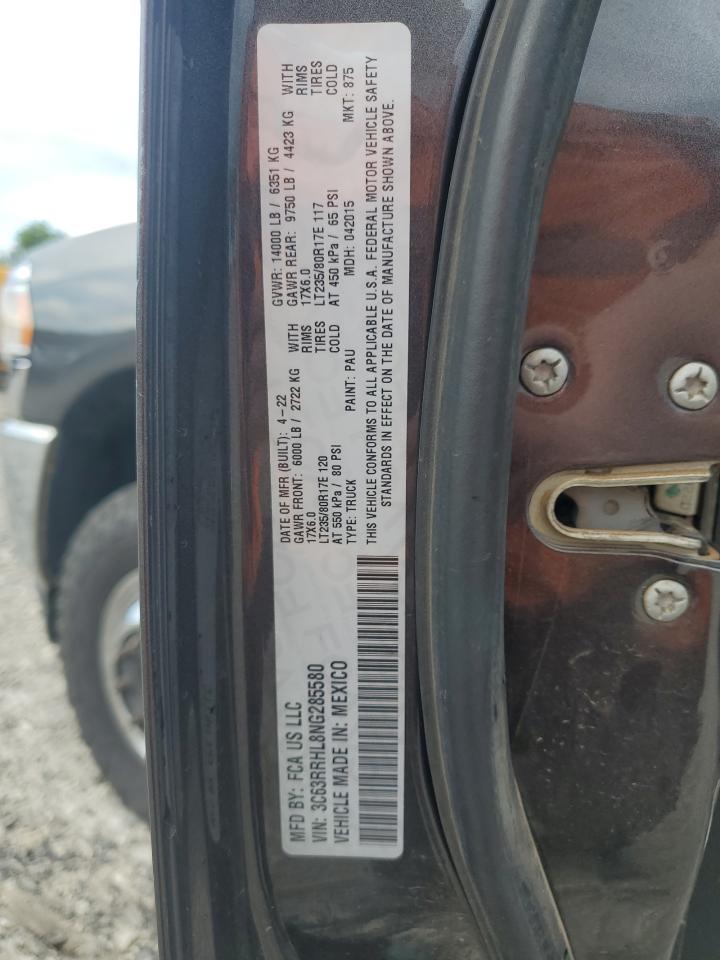 MFD BY: FCA US LLC
VIN: 3C63RRHL8NG285580
VEHICLE MADE IN: MEXICO
DATE OF MFR (BUILT): 4-22 GVWR: 14000 LB / 6351 KG
GAWR FRONT: 6000 LB / 2722 KG WITH GAWR REAR: 9750 LB / 4423 KG WITH
17X6.0 RIMS 17X6.0 RIMS
LT235/80R17E 120 TIRES LT235/80R17E 117 TIRES
AT 550 kPa / 80 PSI COLD AT 450 kPa / 65 PSI COLD
TYPE: TRUCK PAINT: PAU MDH: 042015 MKT: 875
THIS VEHICLE CONFORMS TO ALL APPLICABLE U.S.A. FEDERAL MOTOR VEHICLE SAFETY
STANDARDS IN EFFECT ON THE DATE OF MANUFACTURE SHOWN ABOVE.